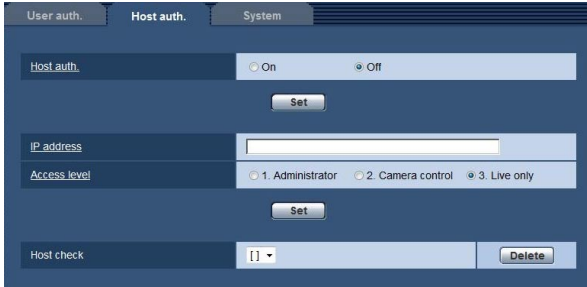 User auth. Host auth. System
Host auth. On Off
Set
IP address
Access level 1. Administrator 2. Camera control 3. Live only
Set
Host check [ ] Delete